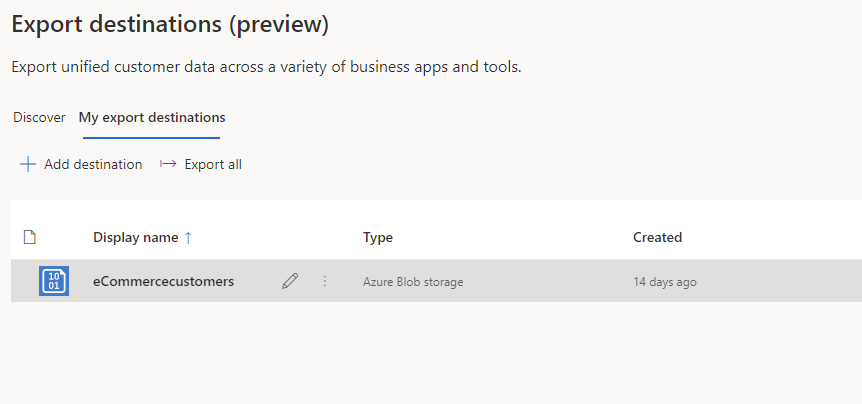 Export destinations (preview)
Export unified customer data across a variety of business apps and tools.
Discover My export destinations
Add destination Export all
Display name ↑ Type Created
10
01
eCommercecustomers Azure Blob storage 14 days ago